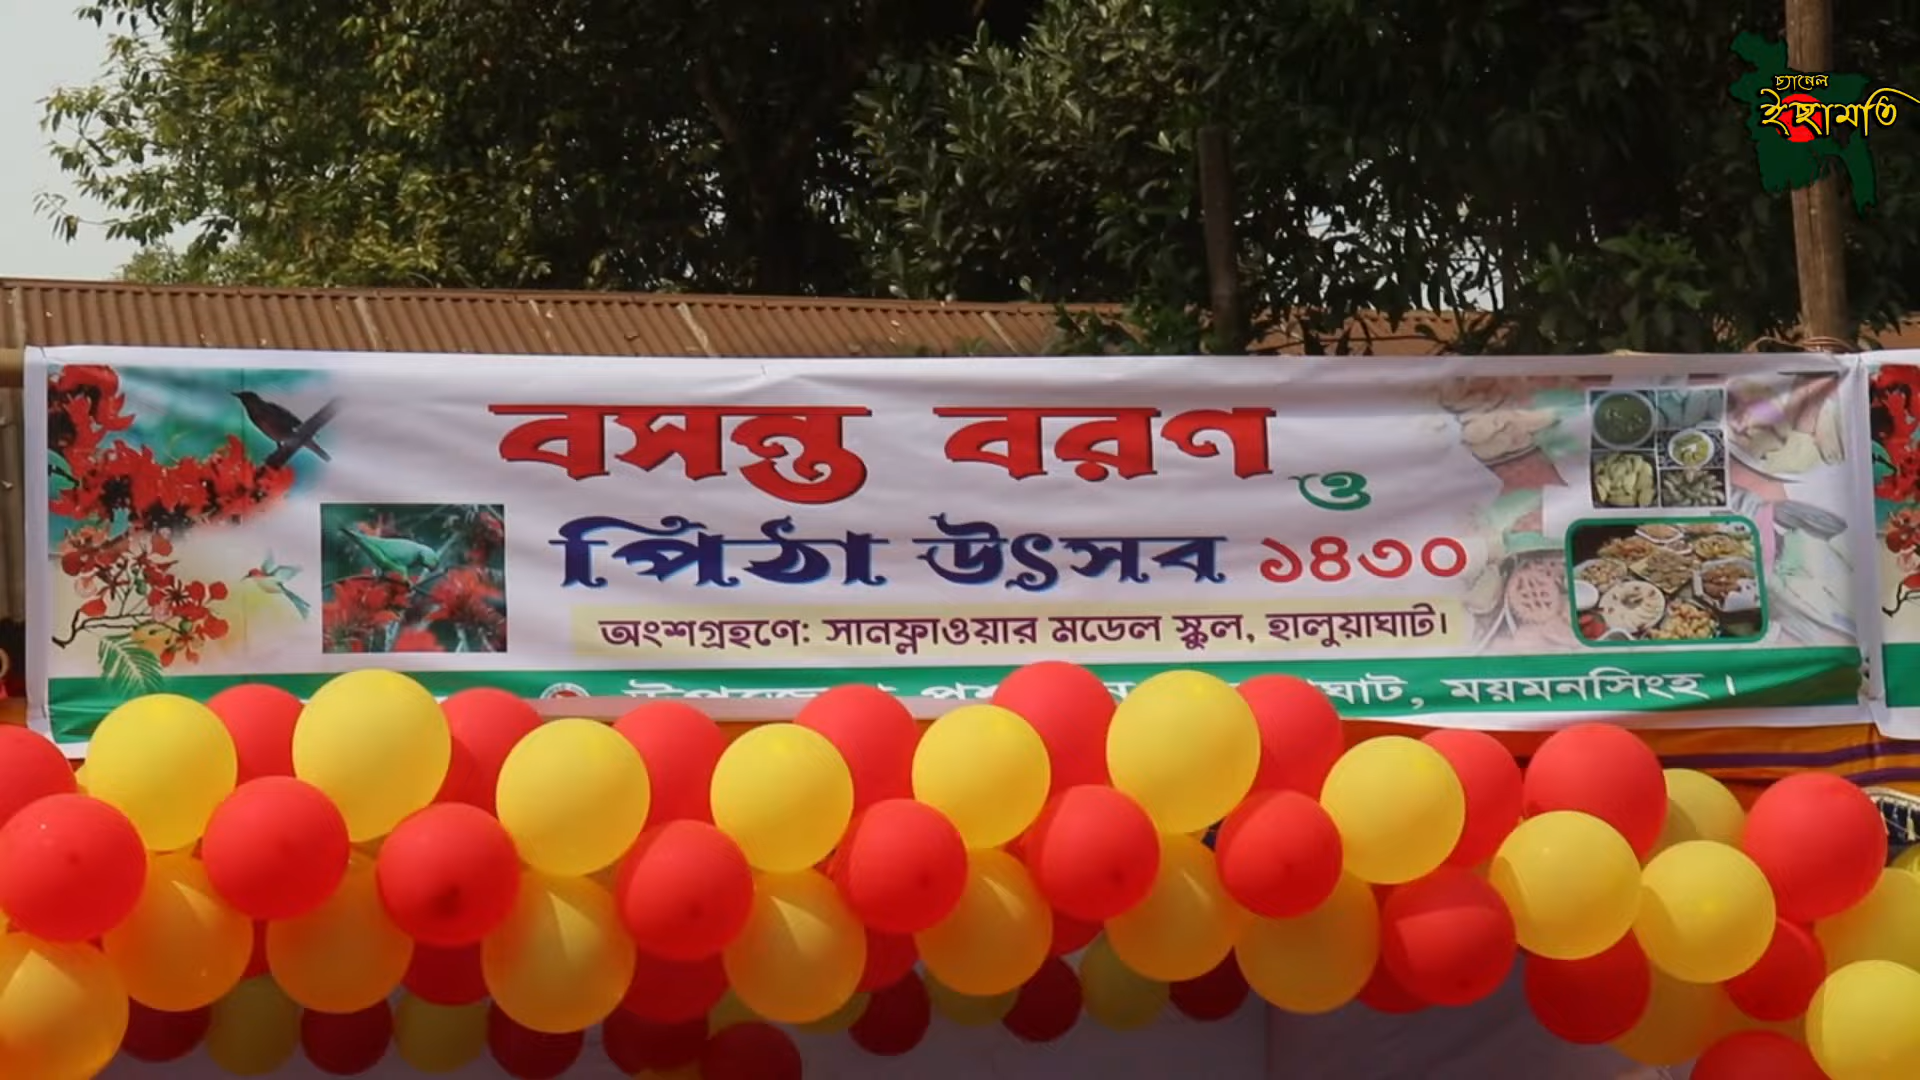 চ্যানেল
ইছামতি
বসন্ত বরণ ও
পিঠা উৎসব ১৪৩০
অংশগ্রহণে: সানফ্লাওয়ার মডেল স্কুল, হালুয়াঘাট।
ঘাট, ময়মনসিংহ।